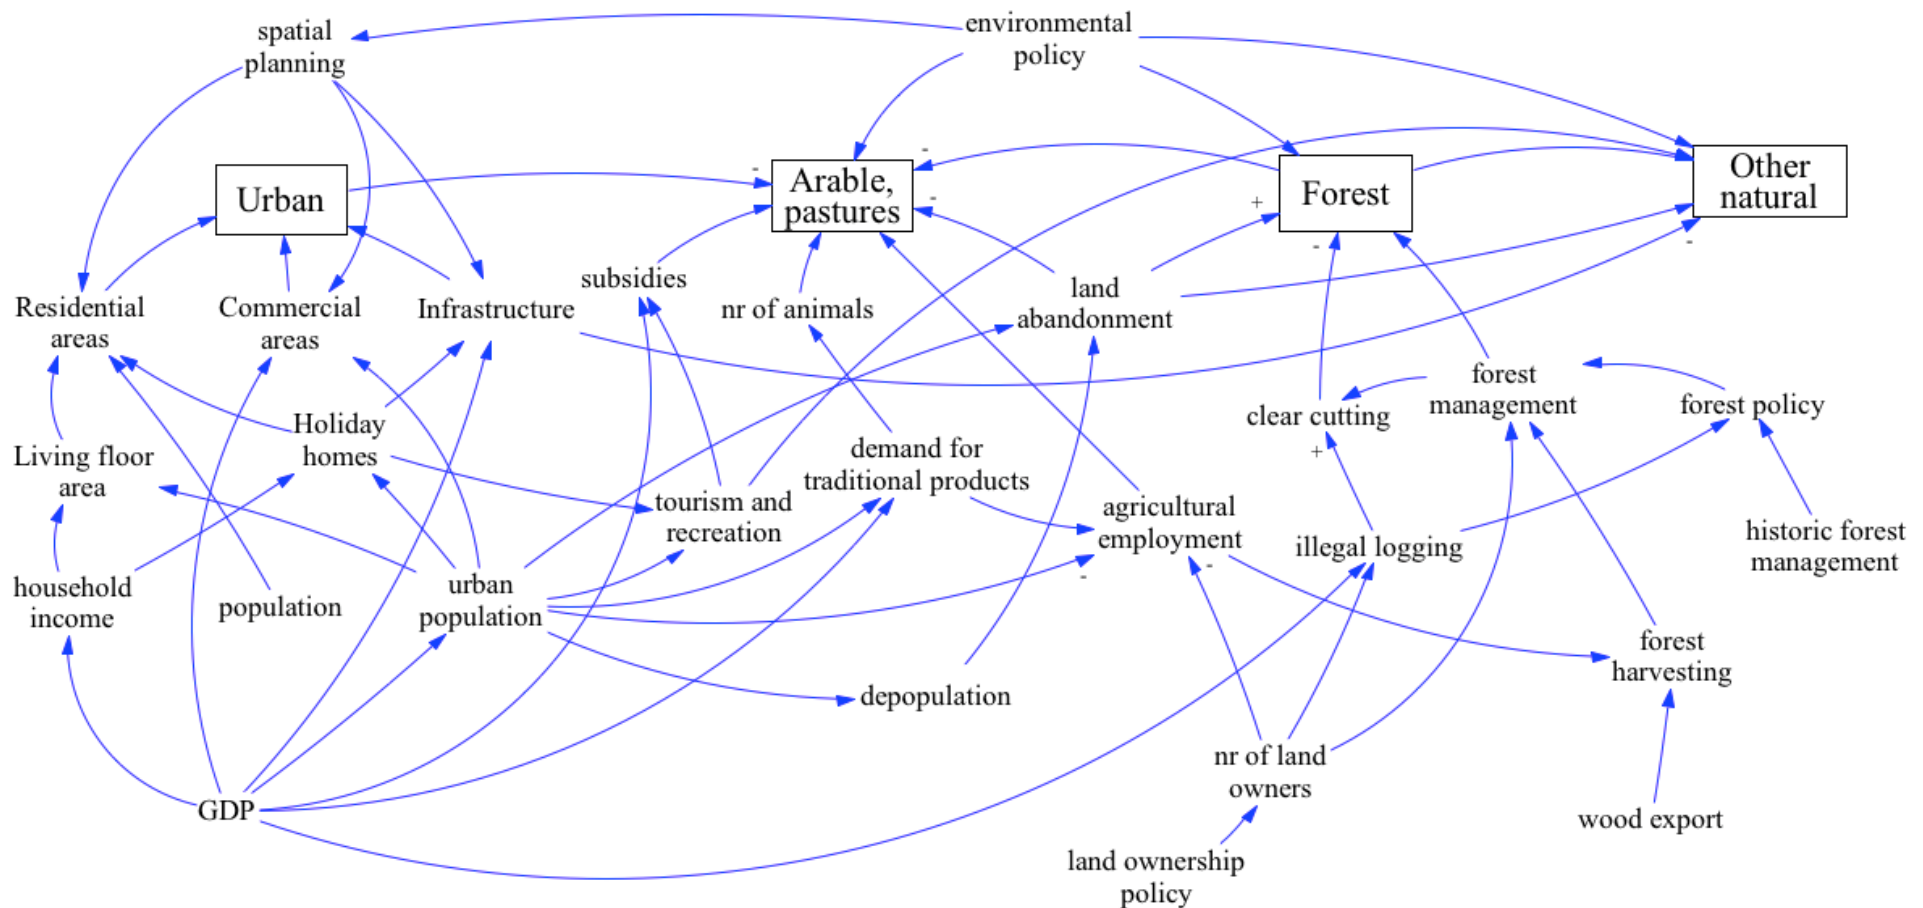 spatial
planning
environmental
policy
Urban
Arable,
pastures
Forest
Other
natural
-
-
-
+
-
-
Residential
areas
Commercial
areas
Infrastructure
subsidies
nr of animals
land
abandonment
clear cutting
+
forest
management
forest policy
Living floor
area
Holiday
homes
tourism and
recreation
demand for
traditional products
agricultural
employment
-
-
illegal logging
historic forest
management
household
income
population
urban
population
depopulation
forest
harvesting
nr of land
owners
GDP
land ownership
policy
wood export